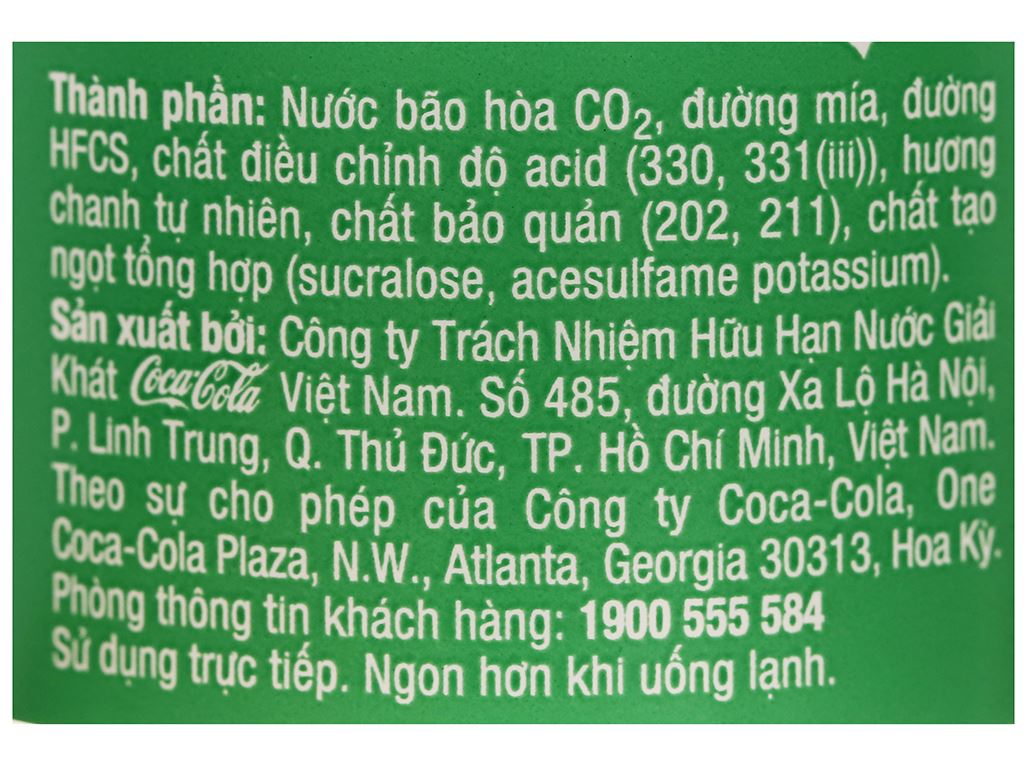 Thành phần: Nước bão hòa CO₂, đường mía, đường
HFCS, chất điều chỉnh độ acid (330, 331(iii)), hương
chanh tự nhiên, chất bảo quản (202, 211), chất tạo
ngọt tổng hợp (sucralose, acesulfame potassium).
Sản xuất bởi: Công ty Trách Nhiệm Hữu Hạn Nước Giải
Khát Coca-Cola Việt Nam. Số 485, đường Xa Lộ Hà Nội,
P. Linh Trung, Q. Thủ Đức, TP. Hồ Chí Minh, Việt Nam.
Theo sự cho phép của Công ty Coca-Cola, One
Coca-Cola Plaza, N.W., Atlanta, Georgia 30313, Hoa Kỳ.
Phòng thông tin khách hàng: 1900 555 584
Sử dụng trực tiếp. Ngon hơn khi uống lạnh.